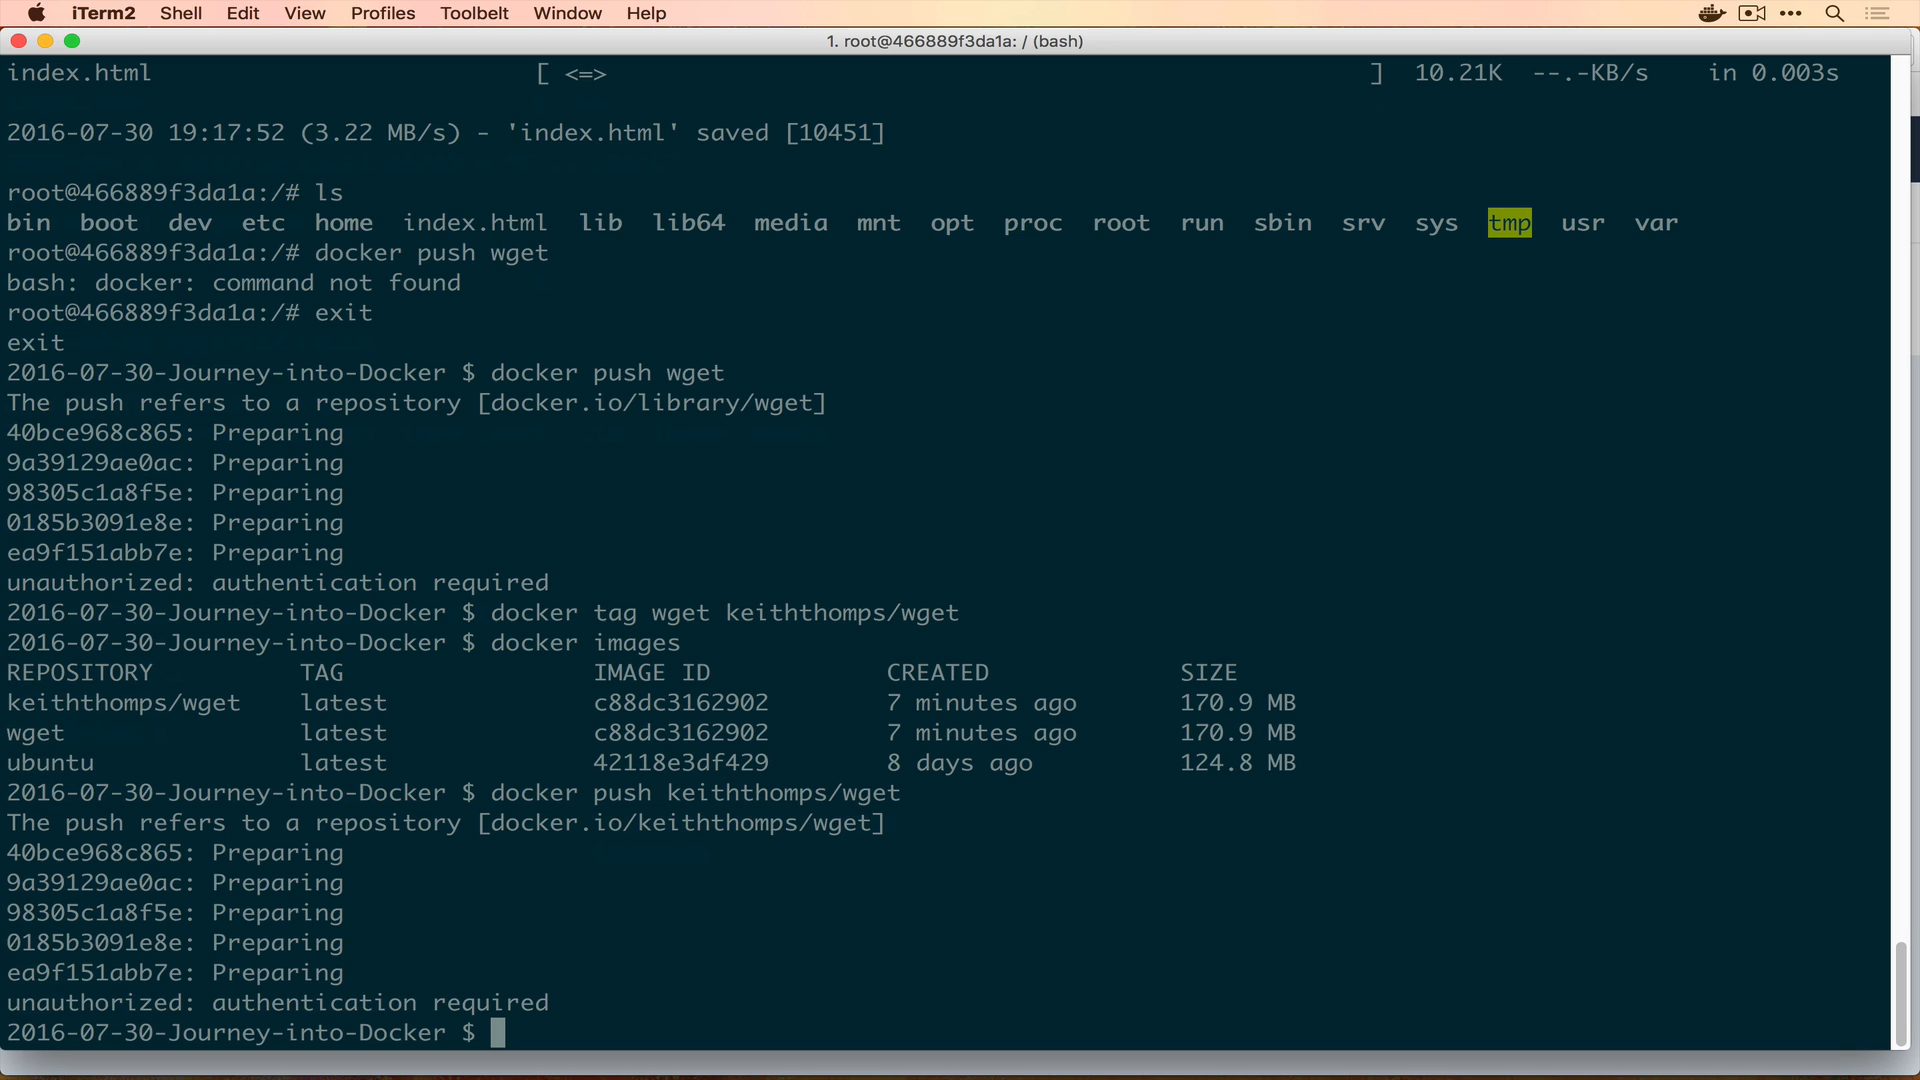 iTerm2 Shell Edit View Profiles Toolbelt Window Help
1. root@466889f3da1a: / (bash)
index.html [ <=> ] 10.21K --.-KB/s in 0.003s
2016-07-30 19:17:52 (3.22 MB/s) - 'index.html' saved [10451]
root@466889f3da1a:/# ls
bin boot dev etc home index.html lib lib64 media mnt opt proc root run sbin srv sys tmp usr var
root@466889f3da1a:/# docker push wget
bash: docker: command not found
root@466889f3da1a:/# exit
exit
2016-07-30-Journey-into-Docker $ docker push wget
The push refers to a repository [docker.io/library/wget]
40bce968c865: Preparing
9a39129ae0ac: Preparing
98305c1a8f5e: Preparing
0185b3091e8e: Preparing
ea9f151abb7e: Preparing
unauthorized: authentication required
2016-07-30-Journey-into-Docker $ docker tag wget keiththomps/wget
2016-07-30-Journey-into-Docker $ docker images
REPOSITORY TAG IMAGE ID CREATED SIZE
keiththomps/wget latest c88dc3162902 7 minutes ago 170.9 MB
wget latest c88dc3162902 7 minutes ago 170.9 MB
ubuntu latest 42118e3df429 8 days ago 124.8 MB
2016-07-30-Journey-into-Docker $ docker push keiththomps/wget
The push refers to a repository [docker.io/keiththomps/wget]
40bce968c865: Preparing
9a39129ae0ac: Preparing
98305c1a8f5e: Preparing
0185b3091e8e: Preparing
ea9f151abb7e: Preparing
unauthorized: authentication required
2016-07-30-Journey-into-Docker $